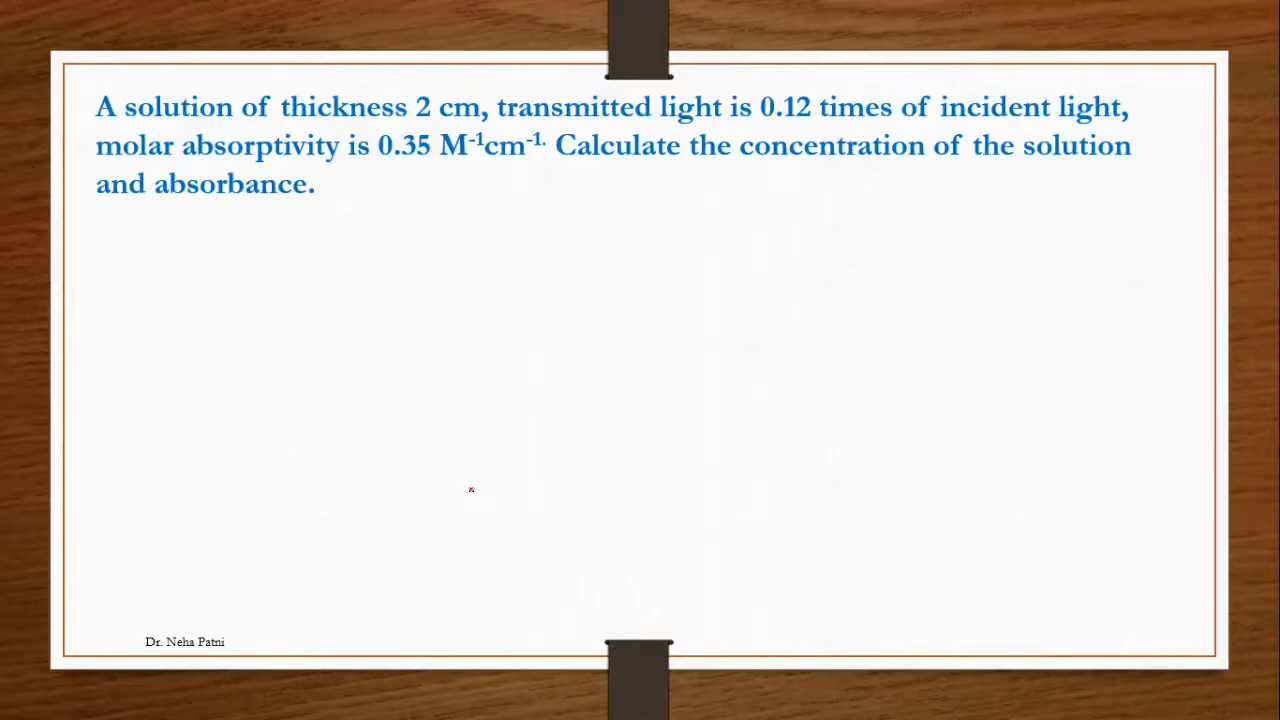 A solution of thickness 2 cm, transmitted light is 0.12 times of incident light,
molar absorptivity is 0.35 M⁻¹cm⁻¹· Calculate the concentration of the solution
and absorbance.
Dr. Neha Patni